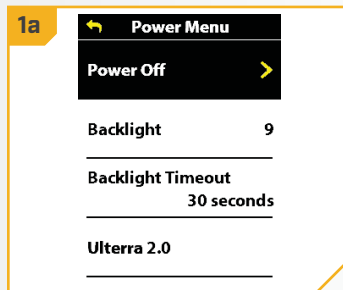 1a
Power Menu
Power Off
Backlight 9
Backlight Timeout
30 seconds
Ulterra 2.0